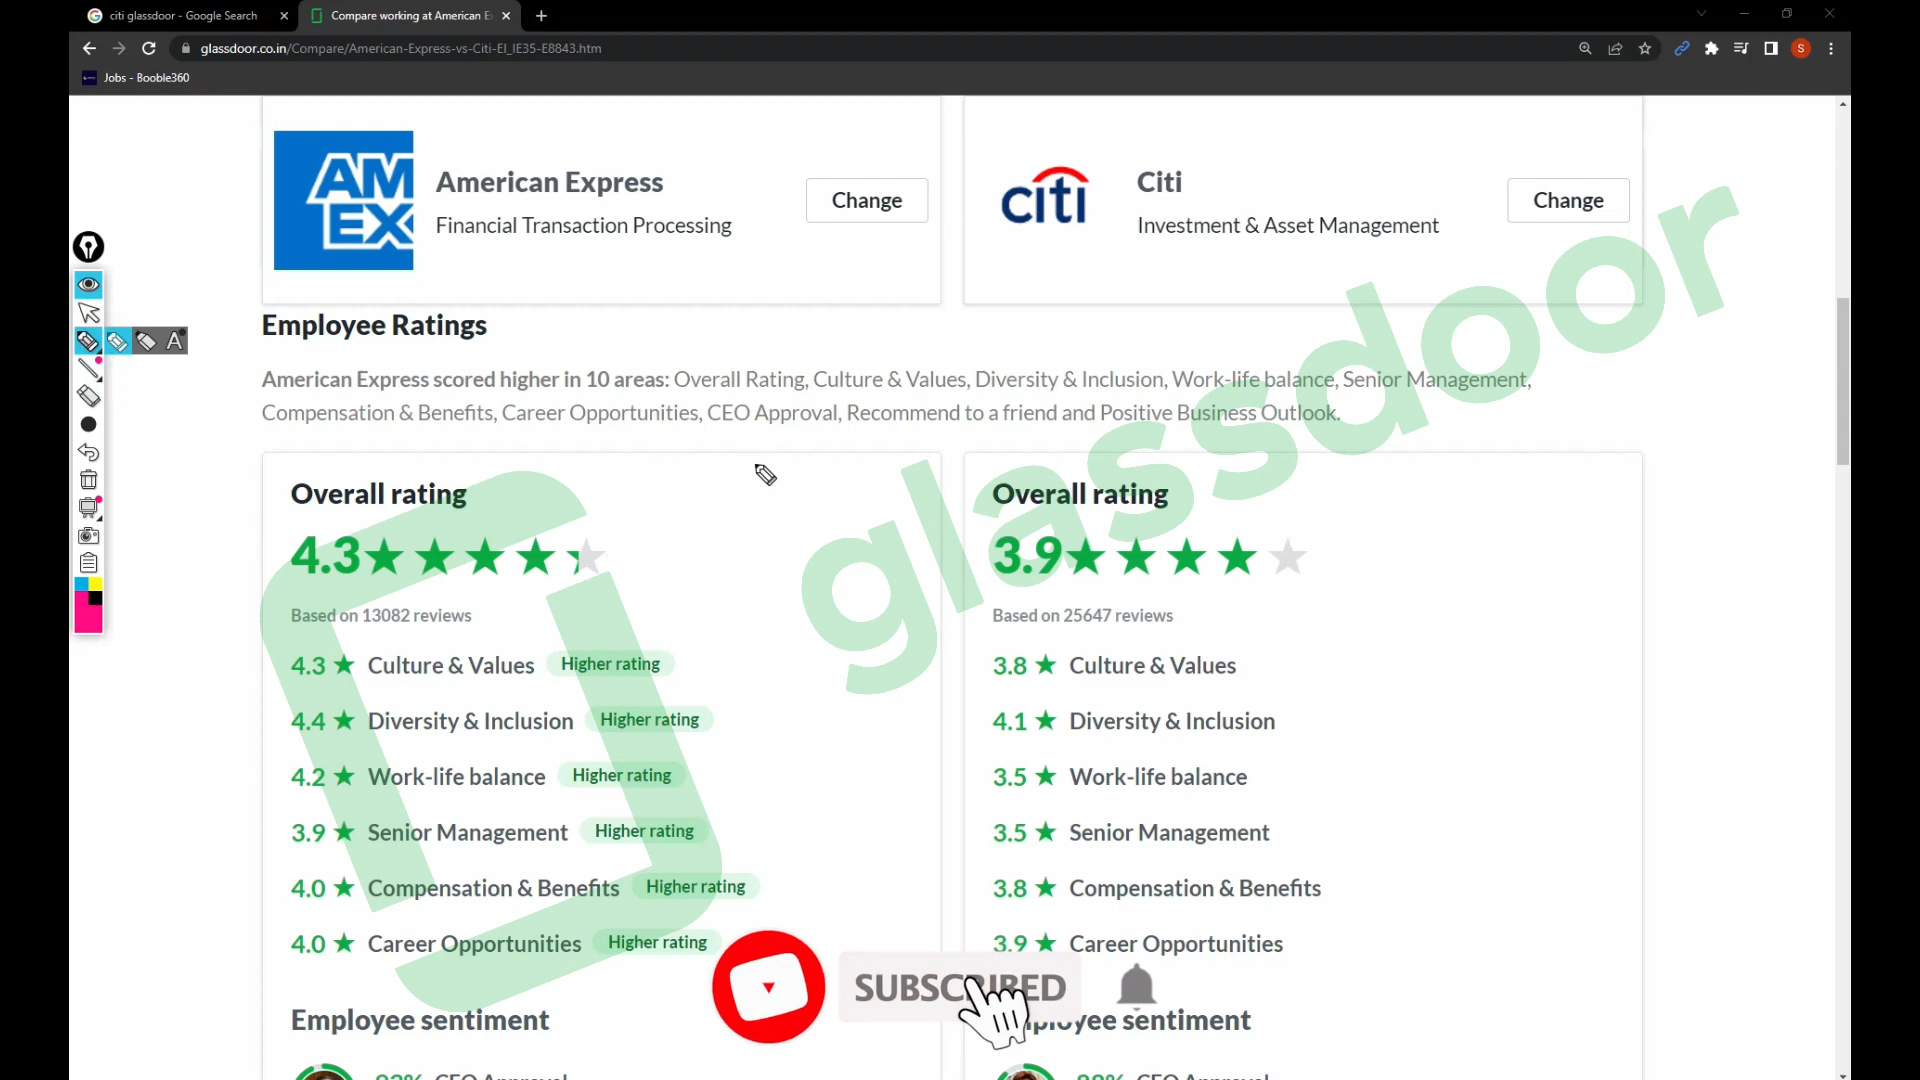 citi glassdoor - Google Search
Compare working at American E
glassdoor.co.in/Compare/American-Express-vs-Citi-EI_IE35-E8843.htm
S
Jobs - Booble360
AM
EX
American Express
Financial Transaction Processing
Change
citi
Citi
Investment & Asset Management
Change
Employee Ratings
American Express scored higher in 10 areas: Overall Rating, Culture & Values, Diversity & Inclusion, Work-life balance, Senior Management,
Compensation & Benefits, Career Opportunities, CEO Approval, Recommend to a friend and Positive Business Outlook.
A
glassdoor
Overall rating
4.3
Based on 13082 reviews
4.3 ★ Culture & Values Higher rating
4.4 ★ Diversity & Inclusion Higher rating
4.2 ★ Work-life balance Higher rating
3.9 ★ Senior Management Higher rating
4.0 ★ Compensation & Benefits Higher rating
4.0 ★ Career Opportunities Higher rating
Employee sentiment
Overall rating
3.9
Based on 25647 reviews
3.8 ★ Culture & Values
4.1 ★ Diversity & Inclusion
3.5 ★ Work-life balance
3.5 ★ Senior Management
3.8 ★ Compensation & Benefits
3.9 ★ Career Opportunities
SUBSCRIBED
Employee sentiment
CEO Approval
CEO Approval